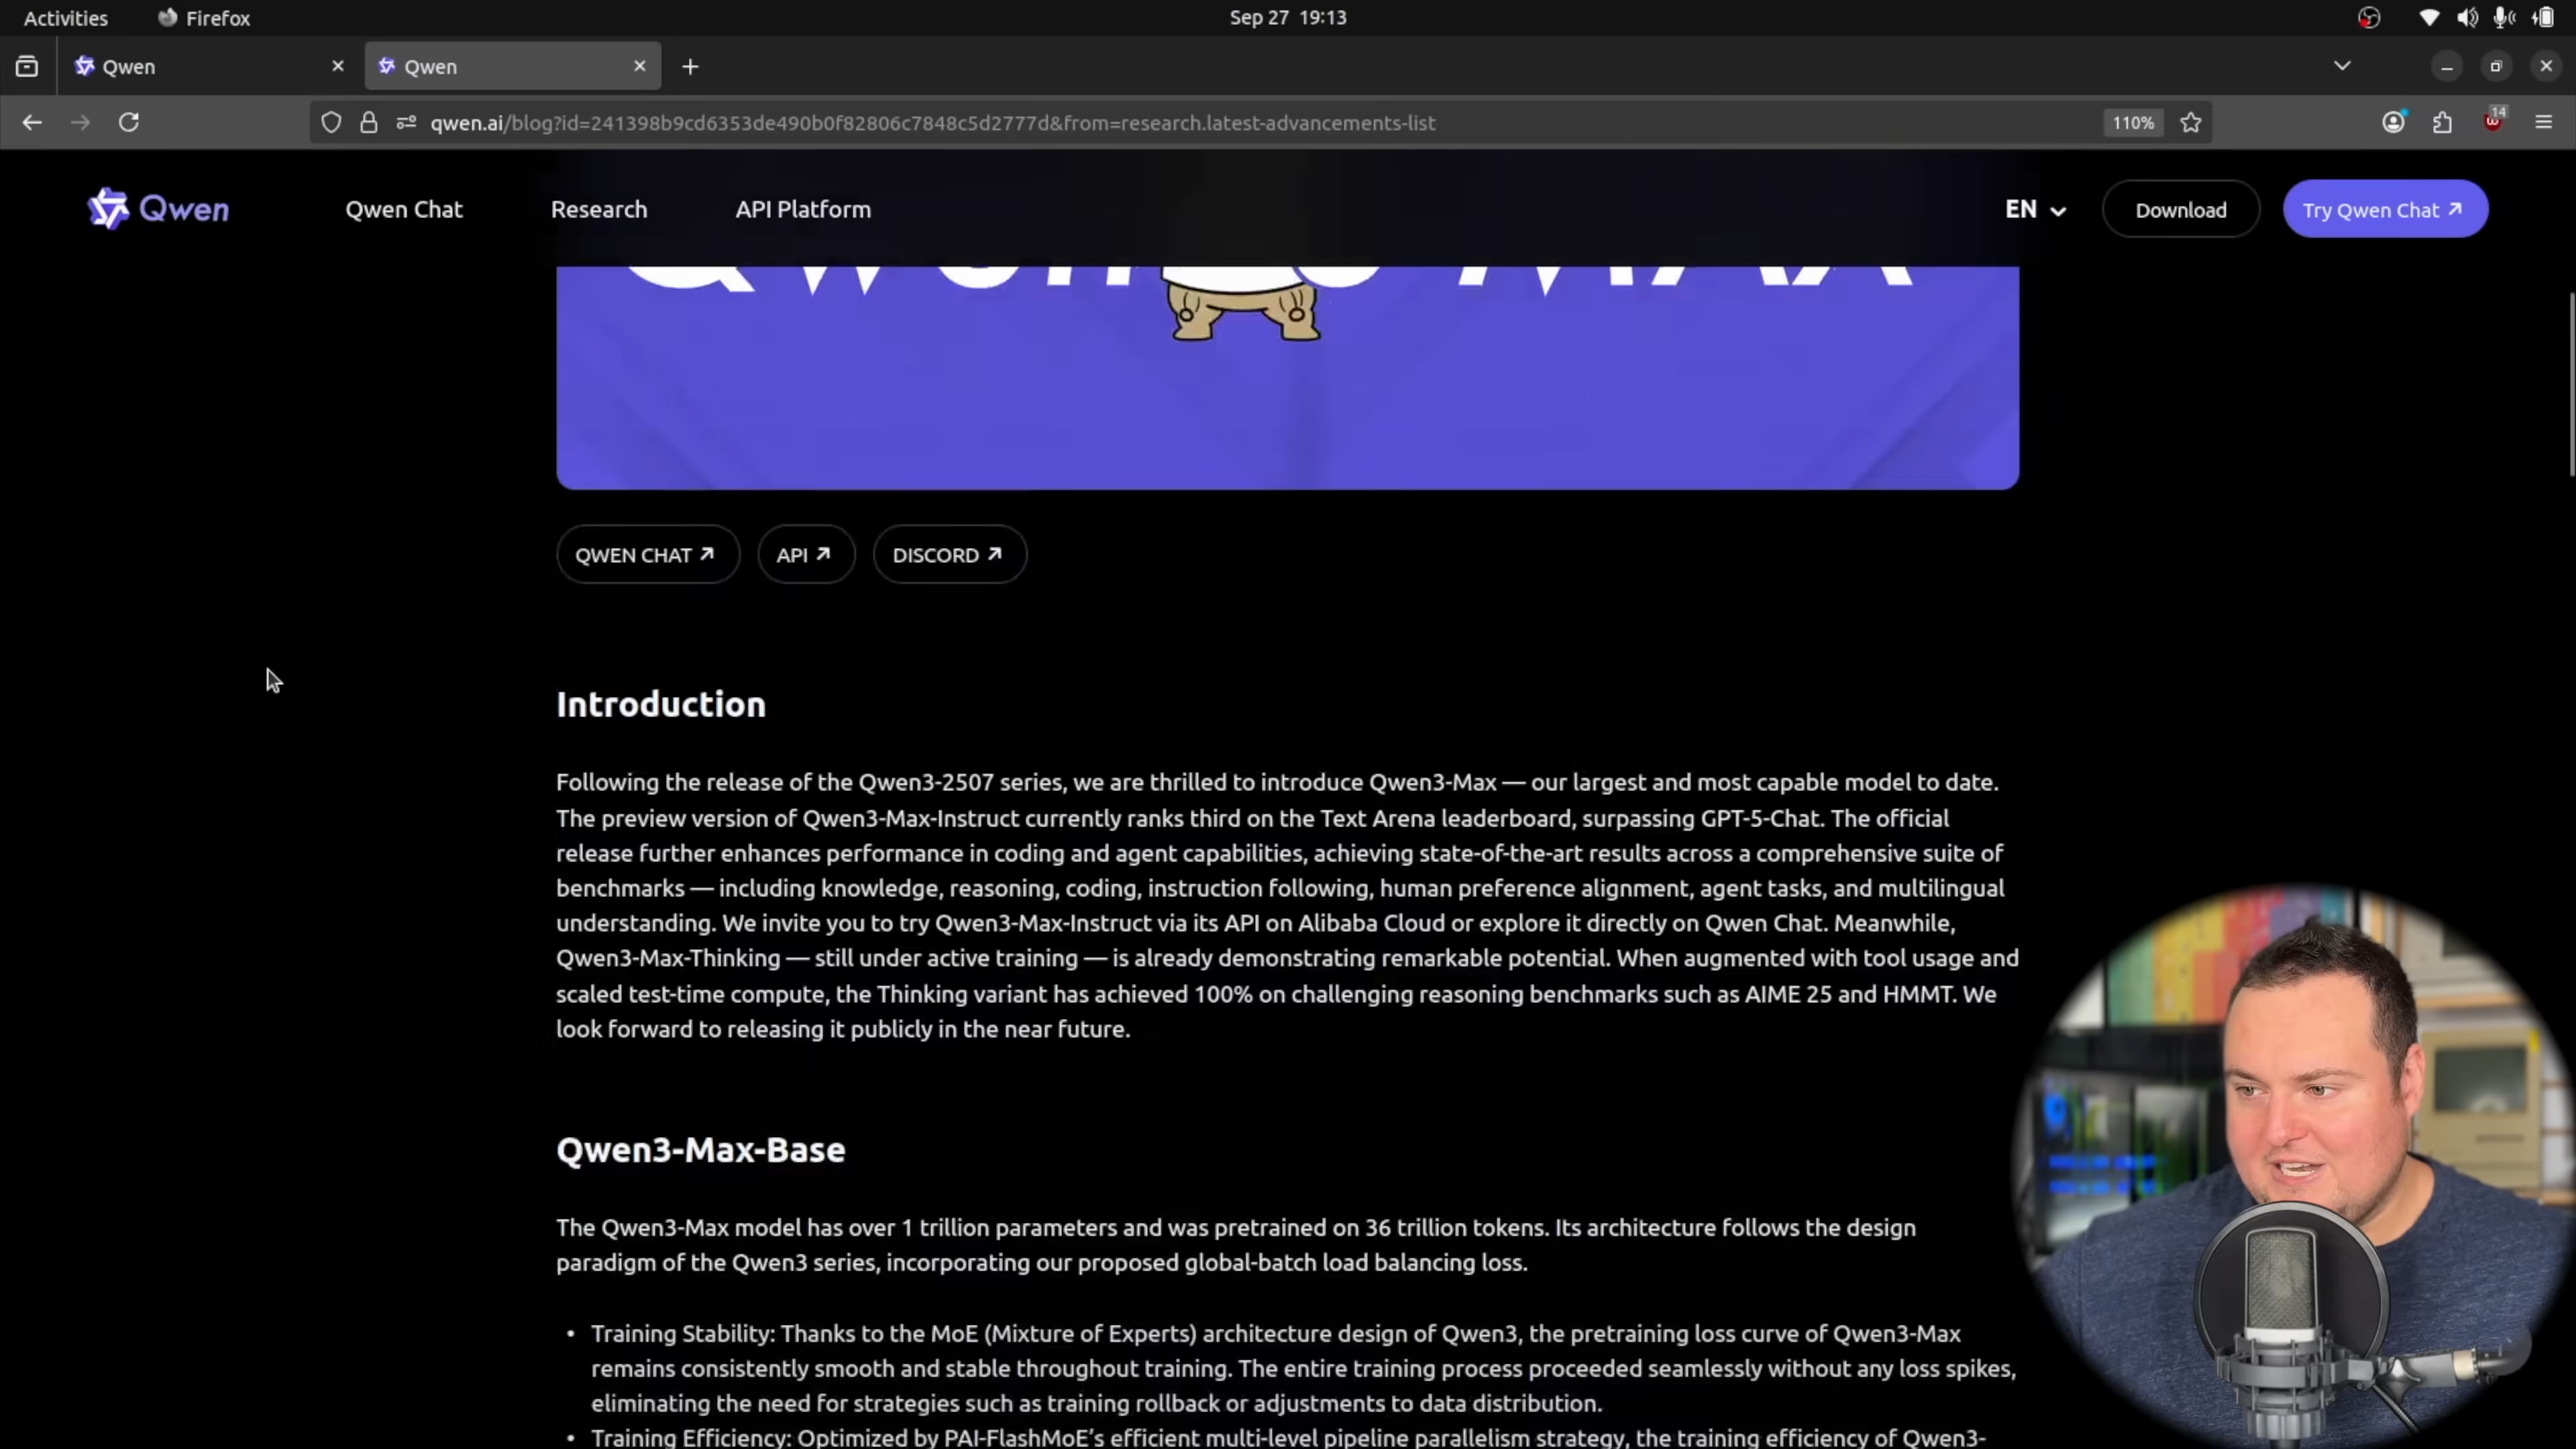 Activities Firefox Sep 27 19:13
Qwen Qwen
qwen.ai/blog?id=241398b9cd6353de490b0f82806c7848c5d2777d&from=research.latest-advancements-list 110% 14
Qwen Qwen Chat Research API Platform EN Download Try Qwen Chat
QWEN CHAT API DISCORD
Introduction
Following the release of the Qwen3-2507 series, we are thrilled to introduce Qwen3-Max — our largest and most capable model to date.
The preview version of Qwen3-Max-Instruct currently ranks third on the Text Arena leaderboard, surpassing GPT-5-Chat. The official
release further enhances performance in coding and agent capabilities, achieving state-of-the-art results across a comprehensive suite of
benchmarks — including knowledge, reasoning, coding, instruction following, human preference alignment, agent tasks, and multilingual
understanding. We invite you to try Qwen3-Max-Instruct via its API on Alibaba Cloud or explore it directly on Qwen Chat. Meanwhile,
Qwen3-Max-Thinking — still under active training — is already demonstrating remarkable potential. When augmented with tool usage and
scaled test-time compute, the Thinking variant has achieved 100% on challenging reasoning benchmarks such as AIME 25 and HMMT. We
look forward to releasing it publicly in the near future.
Qwen3-Max-Base
The Qwen3-Max model has over 1 trillion parameters and was pretrained on 36 trillion tokens. Its architecture follows the design
paradigm of the Qwen3 series, incorporating our proposed global-batch load balancing loss.
• Training Stability: Thanks to the MoE (Mixture of Experts) architecture design of Qwen3, the pretraining loss curve of Qwen3-Max
remains consistently smooth and stable throughout training. The entire training process proceeded seamlessly without any loss spikes,
eliminating the need for strategies such as training rollback or adjustments to data distribution.
• Training Efficiency: Optimized by PAI-FlashMoE's efficient multi-level pipeline parallelism strategy, the training efficiency of Qwen3-